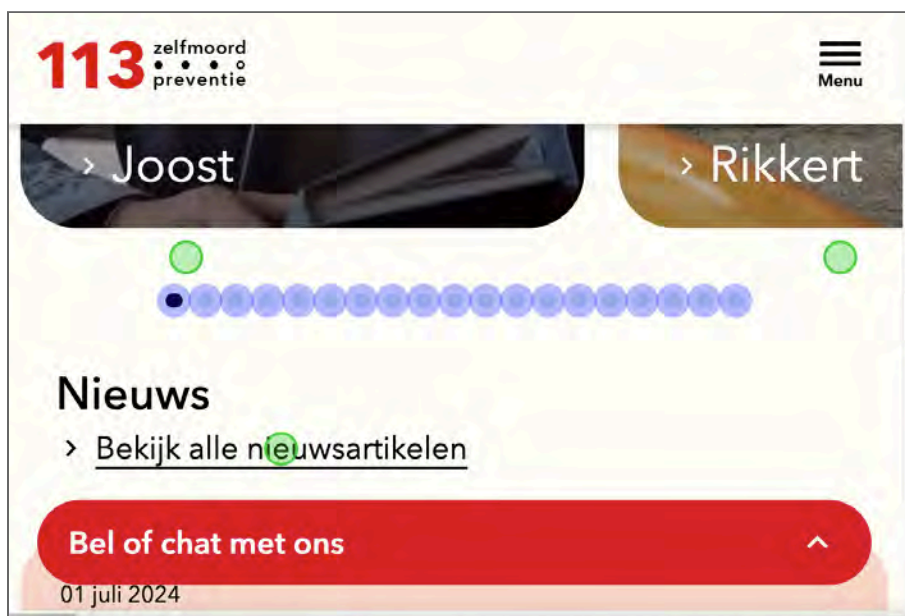 113 zelfmoord
preventie
Menu
› Joost
› Rikkert
Nieuws
› Bekijk alle nieuwsartikelen
Bel of chat met ons
01 juli 2024